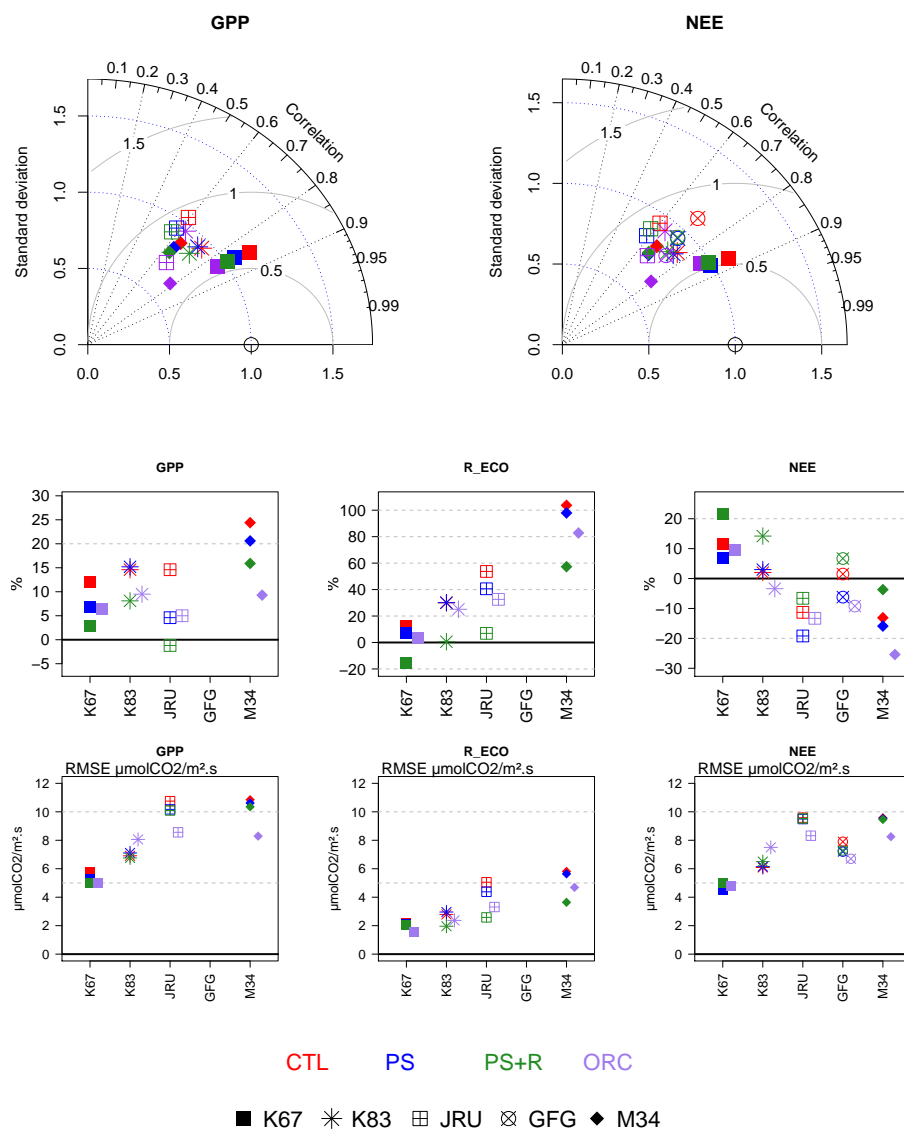 GPP
NEE
Standard deviation
0.0 0.5 1.0 1.5
0.0 0.5 1.0 1.5
0.1 0.2 0.3 0.4 0.5 0.6 0.7 0.8 0.9 0.95 0.99
Correlation
1.5 1 0.5
Standard deviation
0.0 0.5 1.0 1.5
0.0 0.5 1.0 1.5
0.1 0.2 0.3 0.4 0.5 0.6 0.7 0.8 0.9 0.95 0.99
Correlation
1.5 1 0.5
GPP
%
30
25
20
15
10
5
0
−5
K67 K83 JRU GFG M34
R_ECO
%
100
80
60
40
20
0
−20
K67 K83 JRU GFG M34
NEE
%
20
10
0
−10
−20
−30
K67 K83 JRU GFG M34
GPP
RMSE µmolCO2/m².s
µmolCO2/m².s
12
10
8
6
4
2
0
K67 K83 JRU GFG M34
R_ECO
RMSE µmolCO2/m².s
µmolCO2/m².s
12
10
8
6
4
2
0
K67 K83 JRU GFG M34
NEE
RMSE µmolCO2/m².s
µmolCO2/m².s
12
10
8
6
4
2
0
K67 K83 JRU GFG M34
CTL PS PS+R ORC
K67 K83 JRU GFG M34